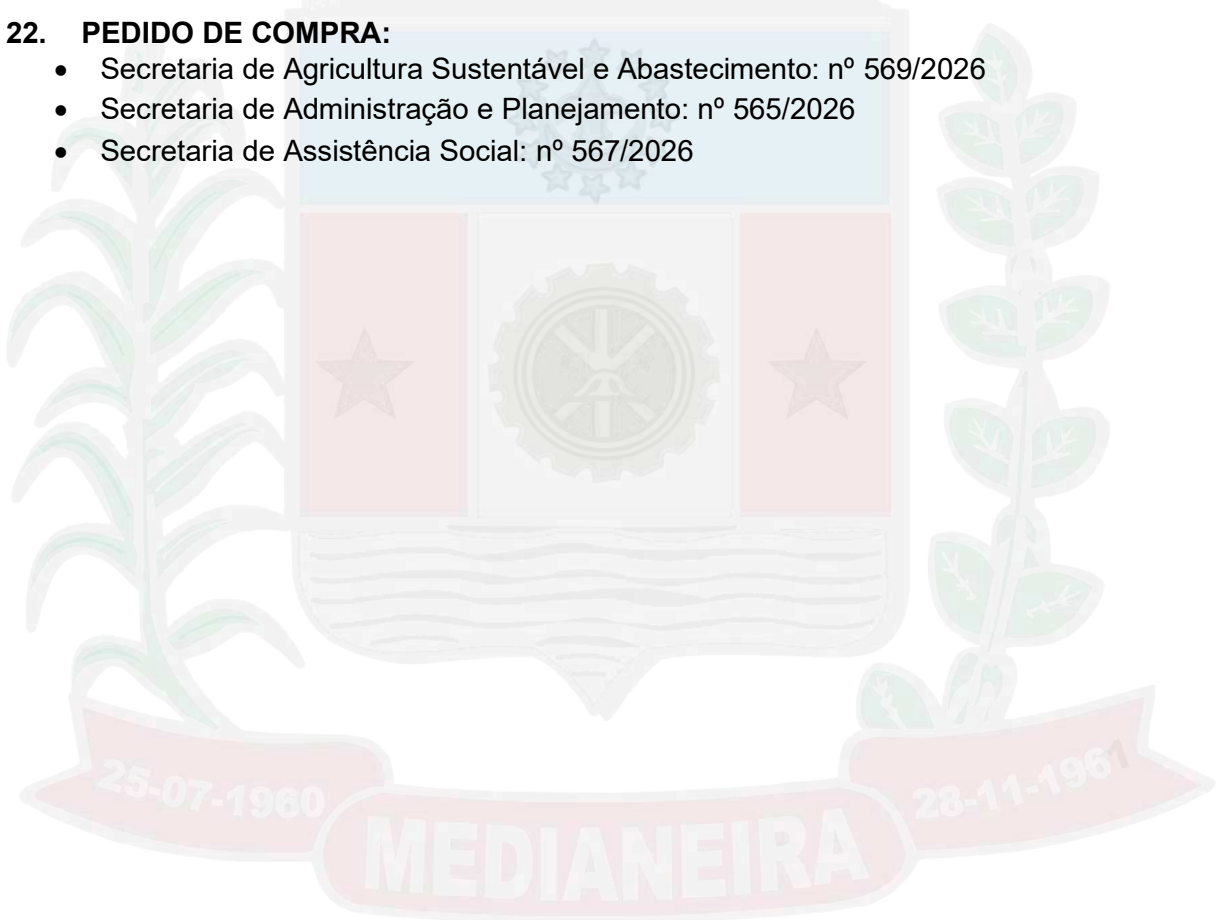 22. PEDIDO DE COMPRA:
• Secretaria de Agricultura Sustentável e Abastecimento: nº 569/2026
• Secretaria de Administração e Planejamento: nº 565/2026
• Secretaria de Assistência Social: nº 567/2026
25-07-1960
28-11-1961
MEDIANEIRA